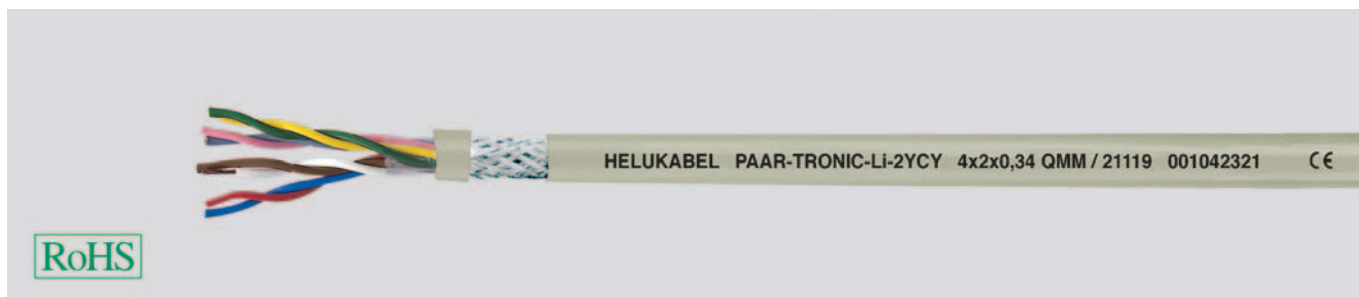 HELUKABEL PAAR-TRONIC-Li-2YCY 4x2x0,34 QMM / 21119 001042321 CE
RoHS